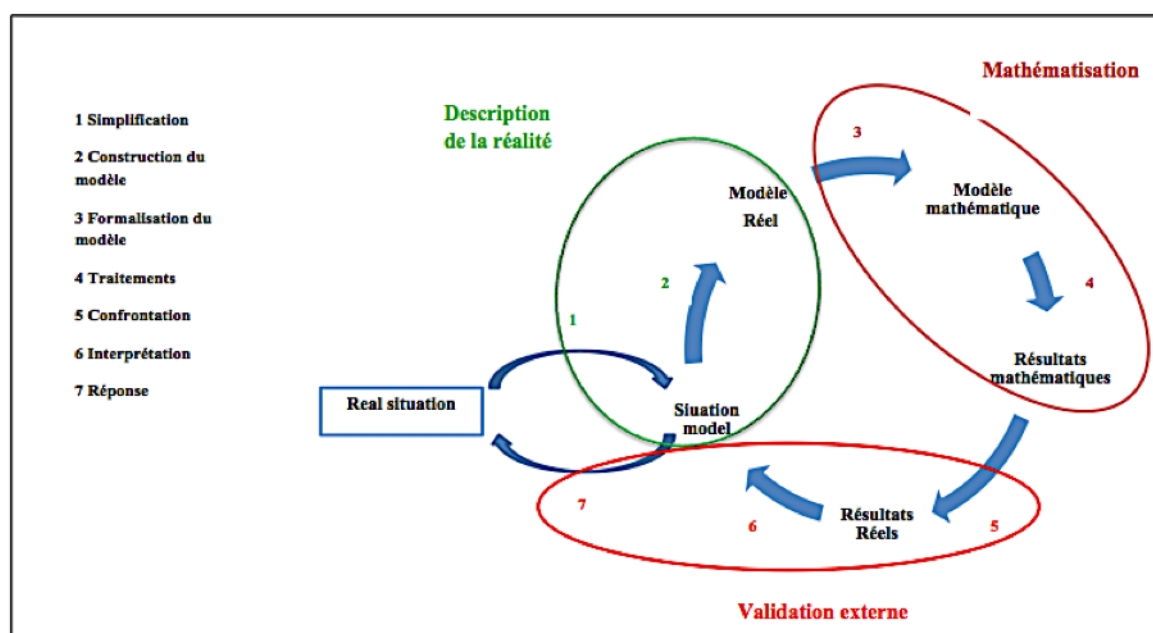 Mathématisation
Description
de la réalité
1 Simplification
2 Construction du
modèle
3 Formalisation du
modèle
4 Traitements
5 Confrontation
6 Interprétation
7 Réponse
3
Modèle
Réel
Modèle
mathématique
2
4
1
Résultats
mathématiques
Real situation
Siuation
model
7
6
Résultats
Réels
5
Validation externe